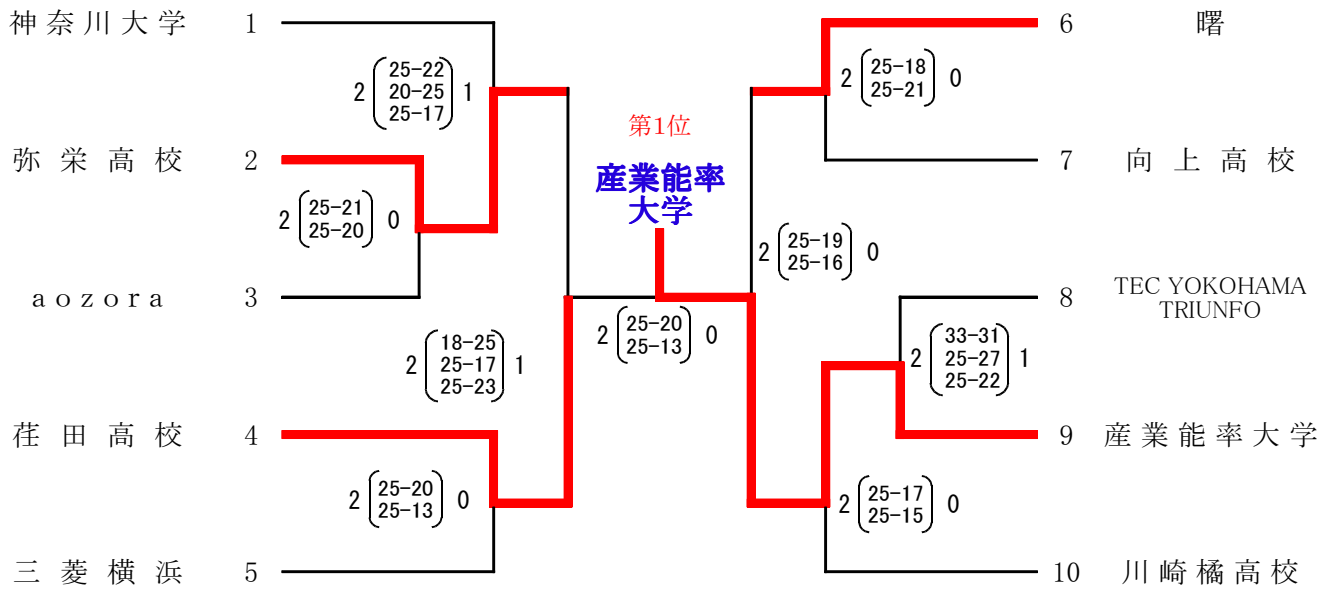 神奈川大学 1
2 25-22 20-25 25-17 1
弥栄高校 2
2 25-21 25-20 0
aozora 3
2 18-25 25-17 25-23 1
荏田高校 4
2 25-20 25-13 0
三菱横浜 5
第1位
産業能率
大学
2 25-20 25-13 0
6 曙
2 25-18 25-21 0
7 向上高校
2 25-19 25-16 0
8 TEC YOKOHAMA
TRIUNFO
2 33-31 25-27 25-22 1
9 産業能率大学
2 25-17 25-15 0
10 川崎橘高校